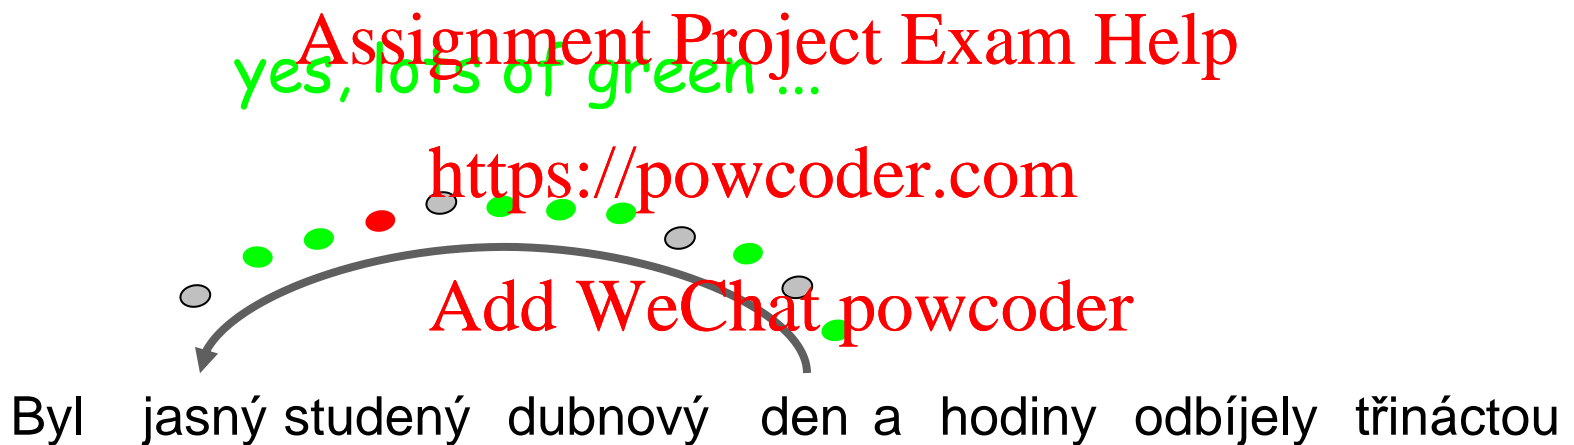 Assignment Project Exam Help
yes, lots of green ...
https://powcoder.com
Add WeChat powcoder
Byl jasný studený dubnový den a hodiny odbíjely třináctou